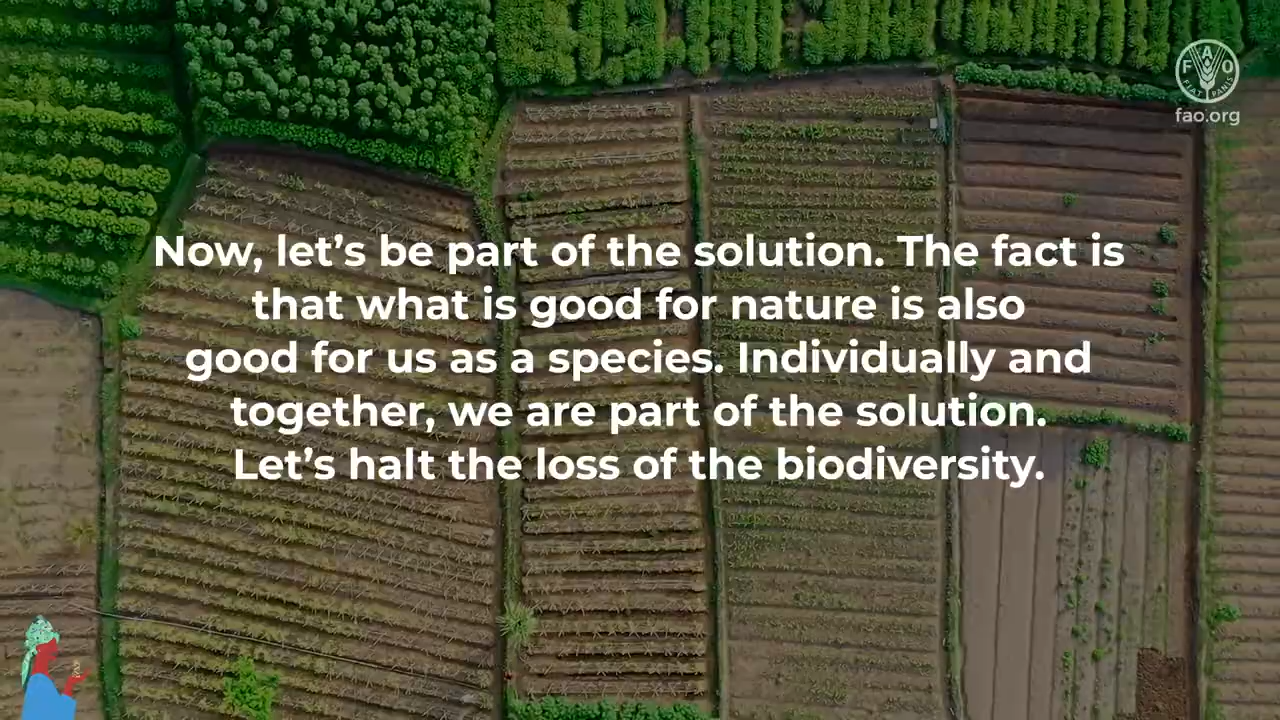 FAO
FIAT PANIS
fao.org
Now, let’s be part of the solution. The fact is
that what is good for nature is also
good for us as a species. Individually and
together, we are part of the solution.
Let’s halt the loss of the biodiversity.